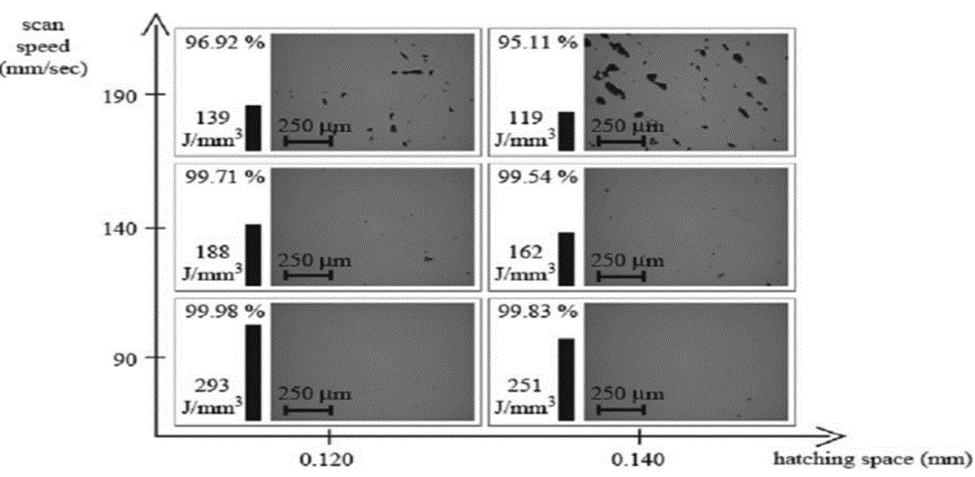 scan
speed
(mm/sec)
190
140
90
96.92 %
139
J/mm³
250 µm
95.11 %
119
J/mm³
250 µm
99.71 %
188
J/mm³
250 µm
99.54 %
162
J/mm³
250 µm
99.98 %
293
J/mm³
250 µm
99.83 %
251
J/mm³
250 µm
0.120
0.140
hatching space (mm)